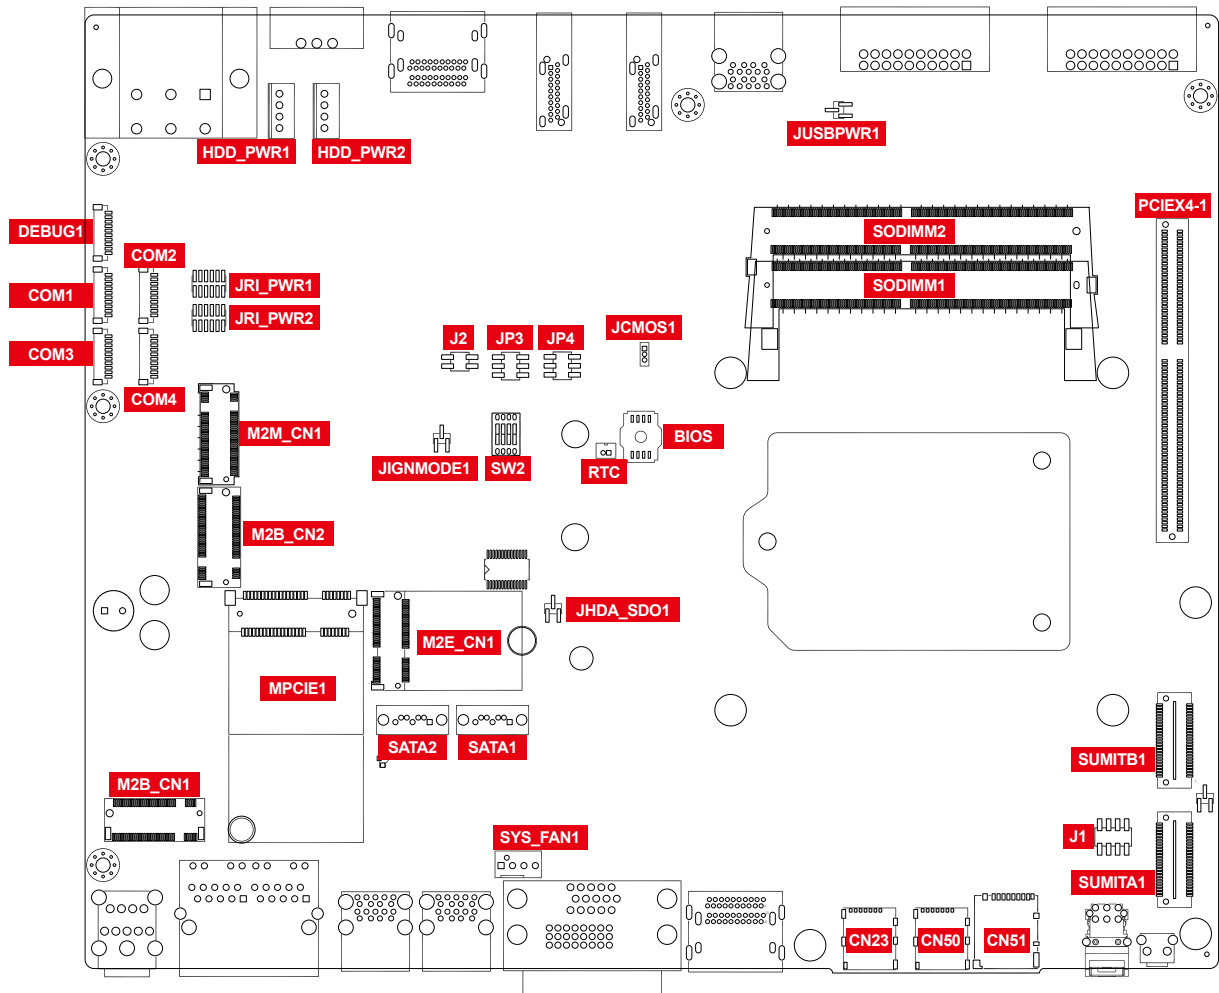 JUSBPWR1
HDD_PWR1
HDD_PWR2
PCIEX4-1
DEBUG1
SODIMM2
COM2
JRI_PWR1
SODIMM1
COM1
JRI_PWR2
JCMOS1
J2
JP3
JP4
COM3
COM4
M2M_CN1
BIOS
JIGNMODE1
SW2
RTC
M2B_CN2
JHDA_SDO1
M2E_CN1
MPCIE1
SATA2
SATA1
SUMITB1
M2B_CN1
SYS_FAN1
J1
SUMITA1
CN23
CN50
CN51